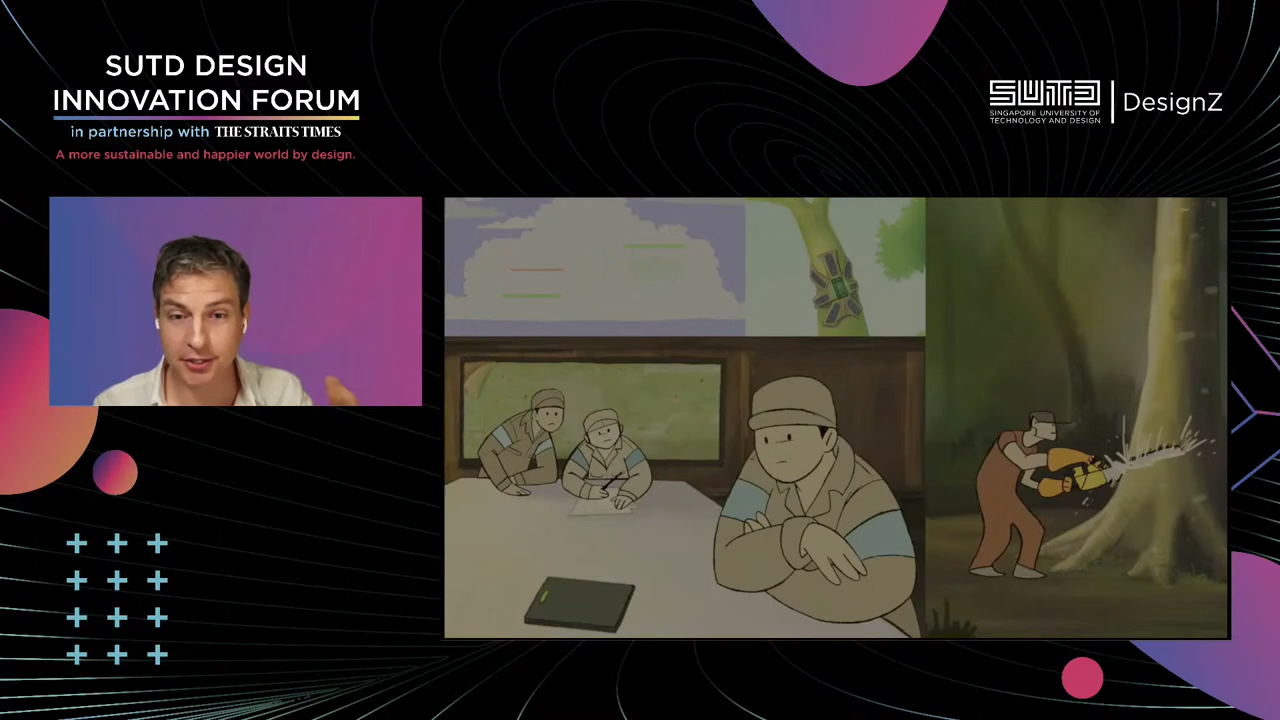 SUTD DESIGN
INNOVATION FORUM
in partnership with THE STRAITS TIMES
A more sustainable and happier world by design.
SUTD
SINGAPORE UNIVERSITY OF
TECHNOLOGY AND DESIGN
DesignZ